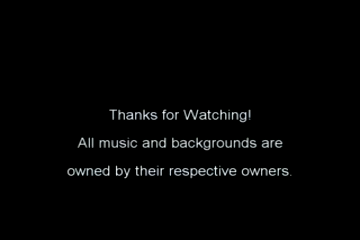 Thanks for Watching!
All music and backgrounds are
owned by their respective owners.